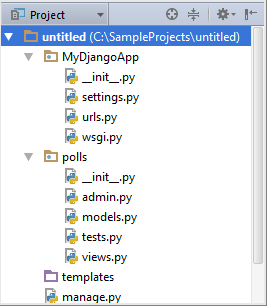 Project
untitled (C:\SampleProjects\untitled)
MyDjangoApp
__init__.py
settings.py
urls.py
wsgi.py
polls
__init__.py
admin.py
models.py
tests.py
views.py
templates
manage.py